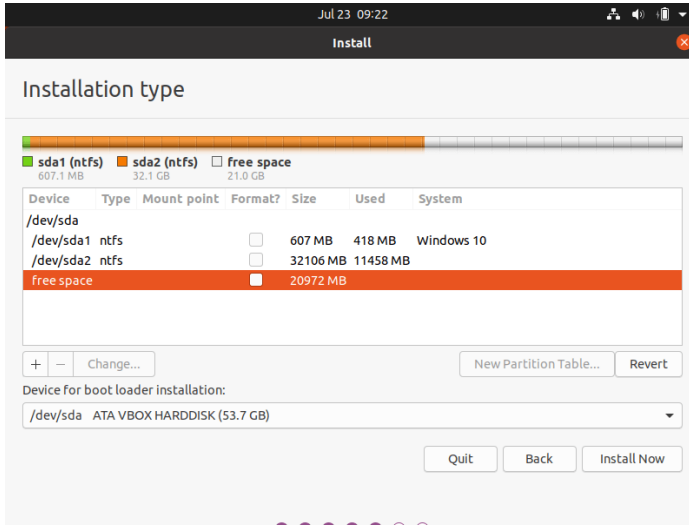 Jul 23 09:22
Install
Installation type
sda1 (ntfs) sda2 (ntfs) free space
607.1 MB 32.1 GB 21.0 GB
Device Type Mount point Format? Size Used System
/dev/sda
/dev/sda1 ntfs 607 MB 418 MB Windows 10
/dev/sda2 ntfs 32106 MB 11458 MB
free space 20972 MB
+ − Change... New Partition Table... Revert
Device for boot loader installation:
/dev/sda ATA VBOX HARDDISK (53.7 GB)
Quit Back Install Now